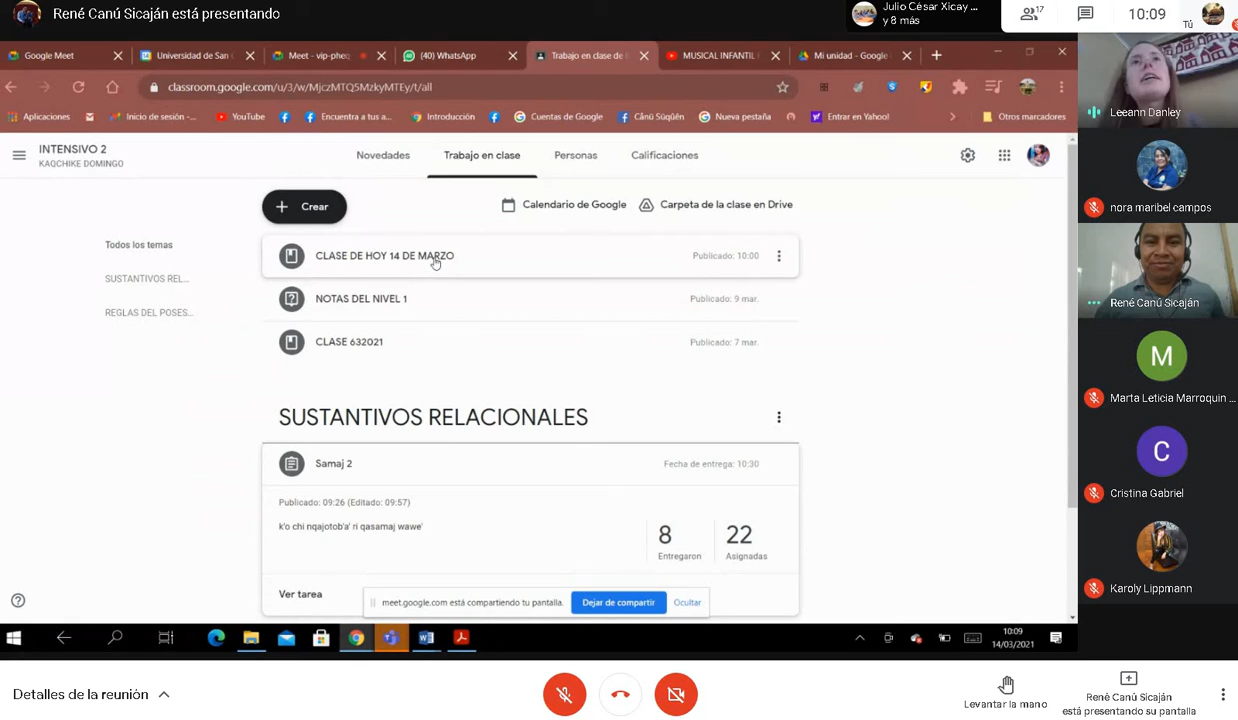 René Canú Sicaján está presentando
Julio César Xicay ...
y 8 más
17
10:09
Tú
Google Meet
Universidad de San C
Meet - vip-pheq
(40) WhatsApp
Trabajo en clase de I
MUSICAL INFANTIL
Mi unidad - Google
classroom.google.com/u/3/w/MjczMTQ5MzkyMTEy/t/all
Aplicaciones
Inicio de sesión -...
YouTube
Encuentra a tus a...
Introducción
Cuentas de Google
Cånü Süqûên
Nueva pestaña
Entrar en Yahoo!
Otros marcadores
INTENSIVO 2
KAQCHIKE DOMINGO
Novedades
Trabajo en clase
Personas
Calificaciones
Crear
Calendario de Google
Carpeta de la clase en Drive
Todos los temas
SUSTANTIVOS REL...
REGLAS DEL POSES...
CLASE DE HOY 14 DE MARZO
Publicado: 10:00
NOTAS DEL NIVEL 1
Publicado: 9 mar.
CLASE 632021
Publicado: 7 mar.
SUSTANTIVOS RELACIONALES
Samaj 2
Fecha de entrega: 10:30
Publicado: 09:26 (Editado: 09:57)
k'o chi nqajotob'a' ri qasamaj wawe'
8
Entregaron
22
Asignadas
Ver tarea
meet.google.com está compartiendo tu pantalla.
Dejar de compartir
Ocultar
10:09
14/03/2021
Leeann Danley
nora maribel campos
René Canú Sicaján
Marta Leticia Marroquin ...
Cristina Gabriel
Karoly Lippmann
M
C
Detalles de la reunión
Levantar la mano
René Canú Sicaján
está presentando su pantalla